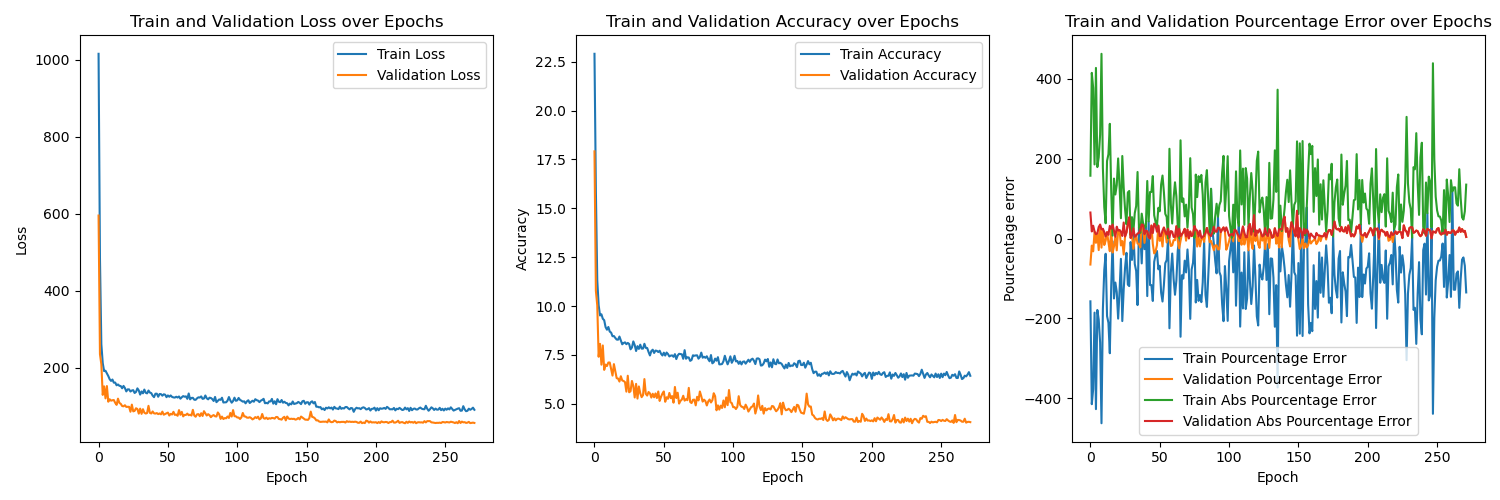 Train and Validation Loss over Epochs
Loss
1000
800
600
400
200
0
50
100
150
200
250
Epoch
Train Loss
Validation Loss
Train and Validation Accuracy over Epochs
Accuracy
22.5
20.0
17.5
15.0
12.5
10.0
7.5
5.0
0
50
100
150
200
250
Epoch
Train Accuracy
Validation Accuracy
Train and Validation Pourcentage Error over Epochs
Pourcentage error
400
200
0
−200
−400
0
50
100
150
200
250
Epoch
Train Pourcentage Error
Validation Pourcentage Error
Train Abs Pourcentage Error
Validation Abs Pourcentage Error